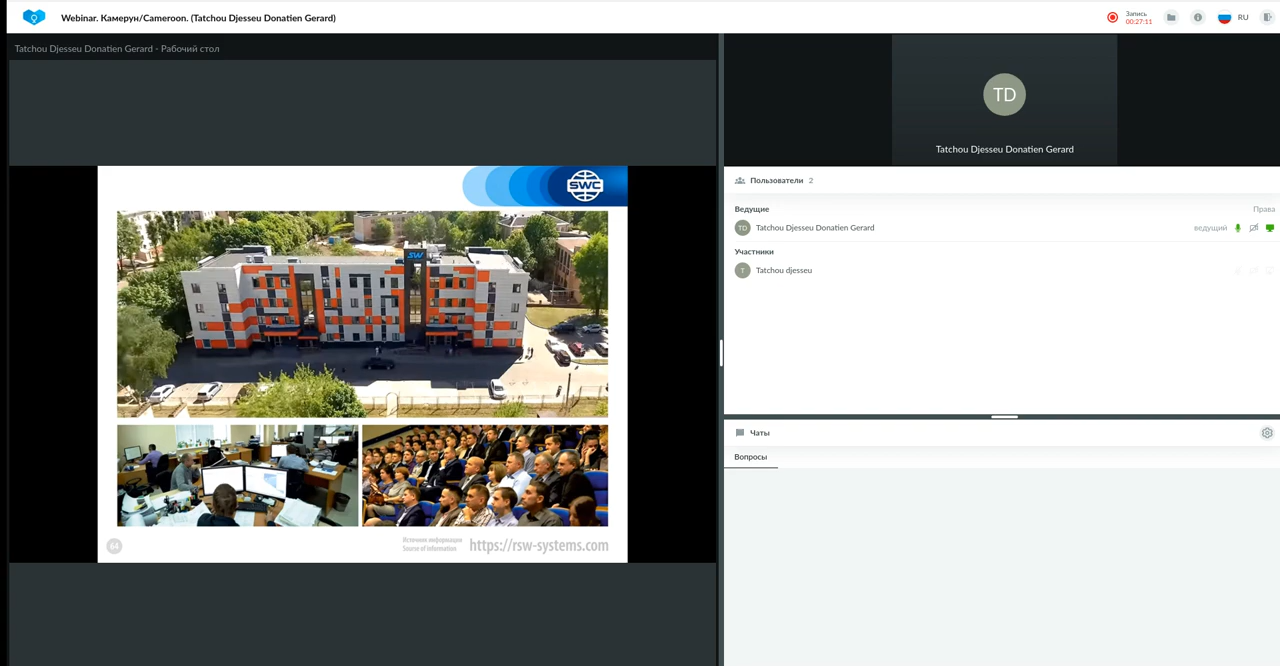 Webinar. Камерун/Cameroon. (Tatchou Djesseu Donatien Gerard)
Запись
00:27:11
RU
Tatchou Djesseu Donatien Gerard - Рабочий стол
TD
Tatchou Djesseu Donatien Gerard
Пользователи 2
Ведущие
Права
TD
Tatchou Djesseu Donatien Gerard
ведущий
Участники
T
Tatchou djesseu
Чаты
Вопросы
SWC
SW
64
Источник информации
Source of information
https://rsw-systems.com